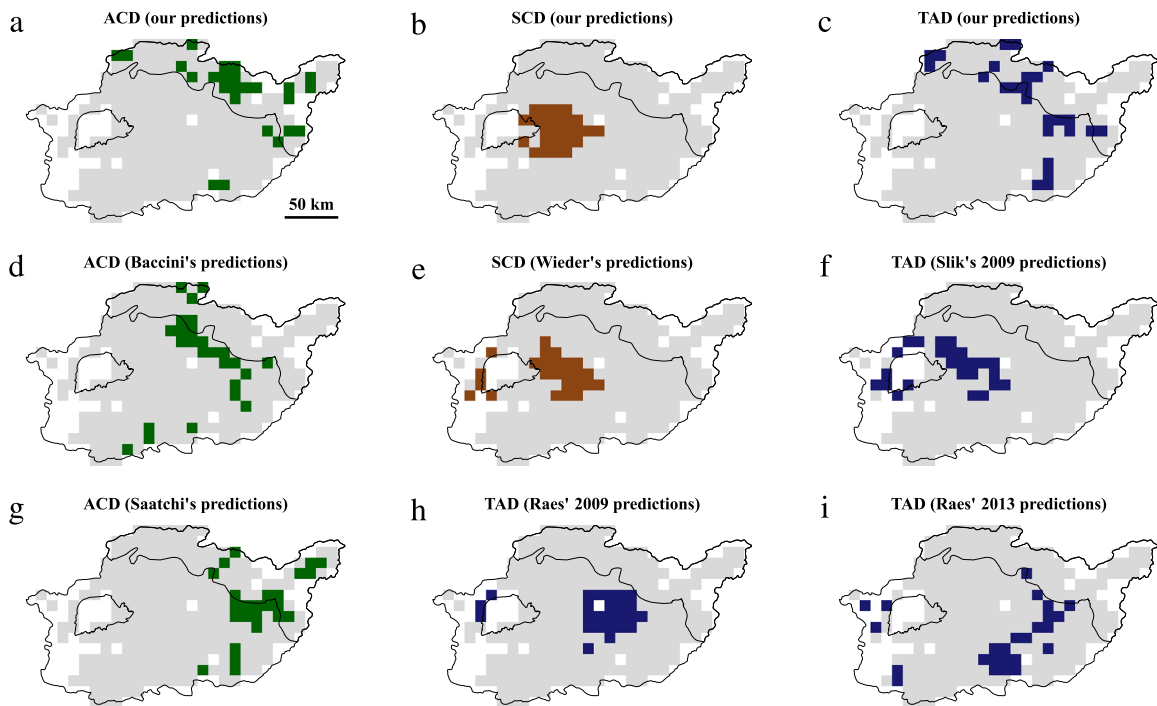 a
ACD (our predictions)
b
SCD (our predictions)
c
TAD (our predictions)
50 km
d
ACD (Baccini's predictions)
e
SCD (Wieder's predictions)
f
TAD (Slik's 2009 predictions)
g
ACD (Saatchi's predictions)
h
TAD (Raes' 2009 predictions)
i
TAD (Raes' 2013 predictions)